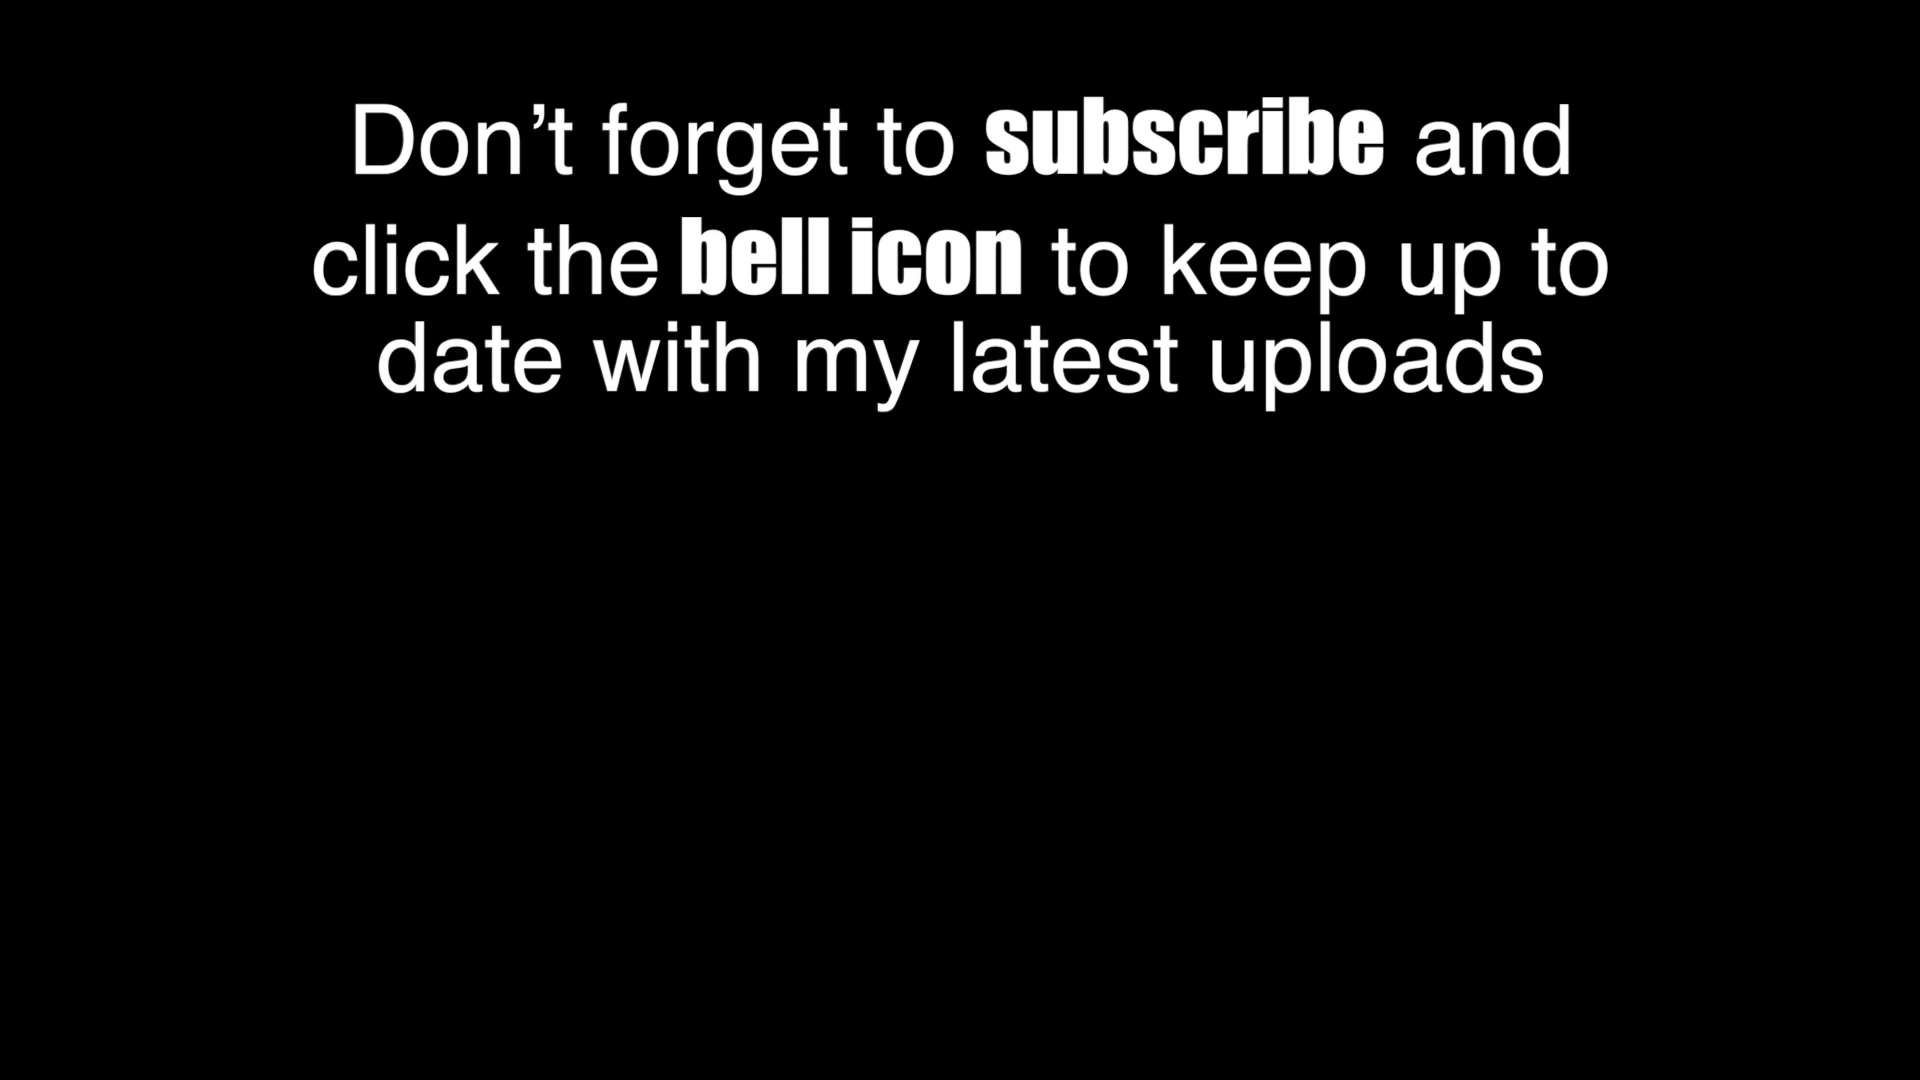 Don’t forget to subscribe and
click the bell icon to keep up to
date with my latest uploads